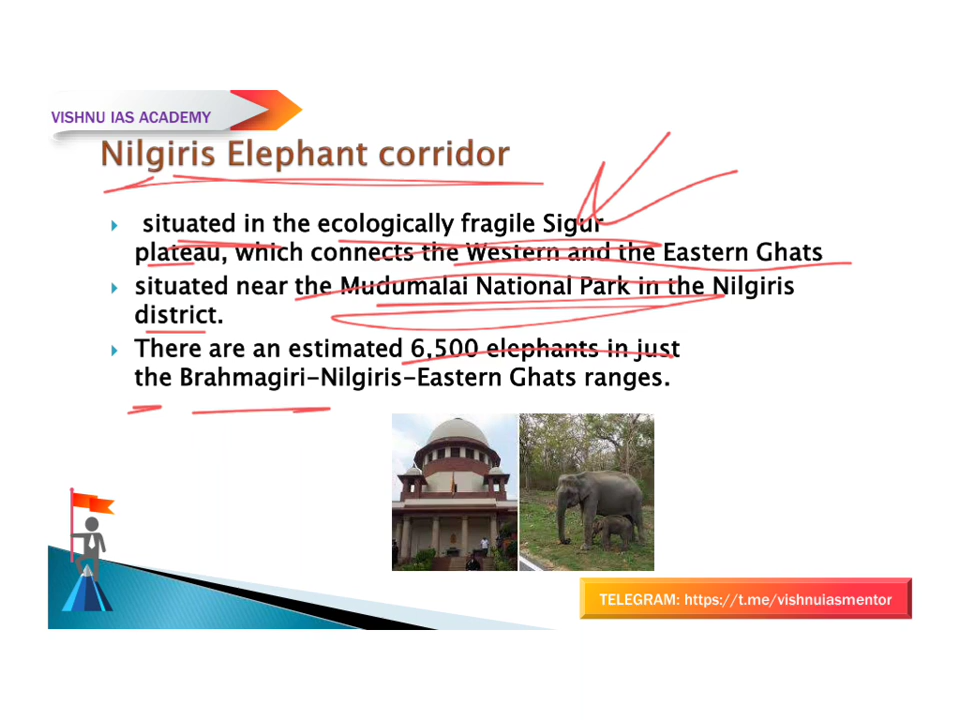 VISHNU IAS ACADEMY
Nilgiris Elephant corridor
situated in the ecologically fragile Sigur
plateau, which connects the Western and the Eastern Ghats
situated near the Mudumalai National Park in the Nilgiris
district.
There are an estimated 6,500 elephants in just
the Brahmagiri-Nilgiris-Eastern Ghats ranges.
TELEGRAM: https://t.me/vishnuiasmentor